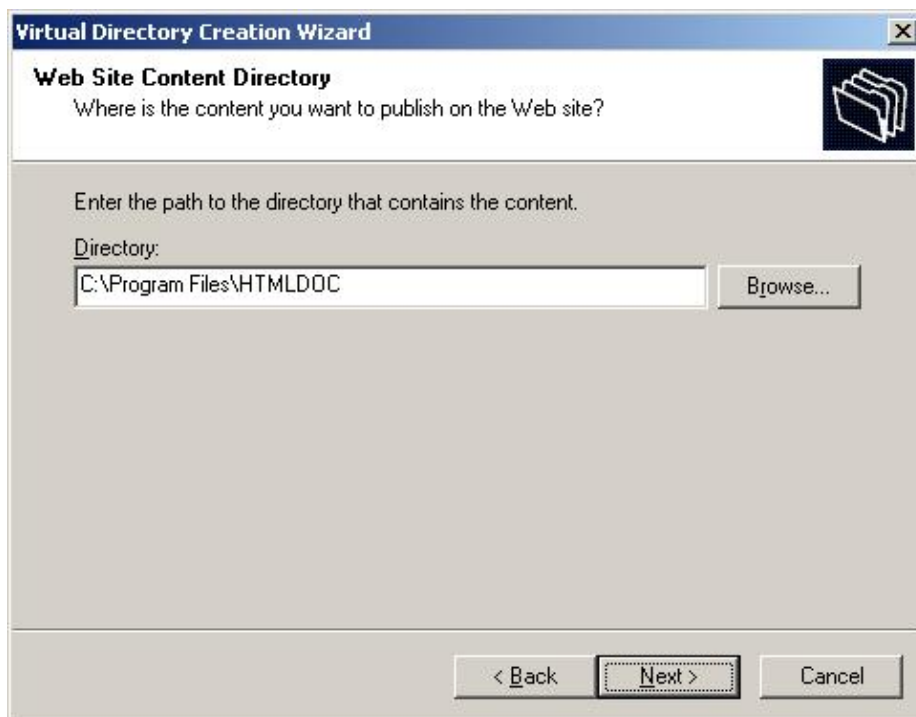 Virtual Directory Creation Wizard
Web Site Content Directory
Where is the content you want to publish on the Web site?
Enter the path to the directory that contains the content.
Directory:
C:\Program Files\HTMLDOC
Browse...
< Back
Next >
Cancel